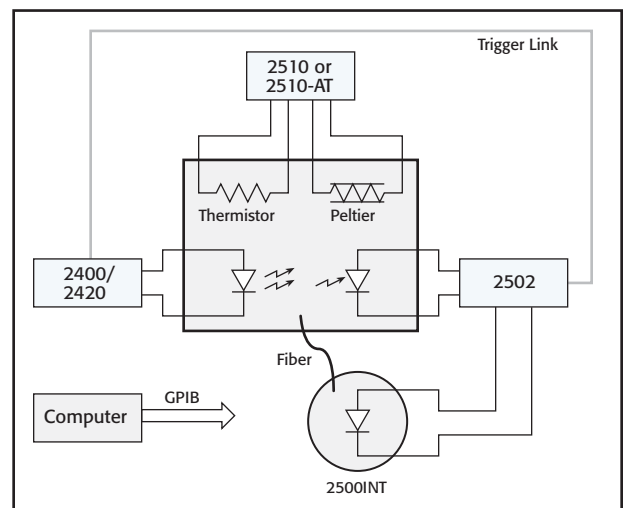 Trigger Link
2510 or
2510-AT
Thermistor
Peltier
2400/
2420
2502
Fiber
Computer
GPIB
2500INT